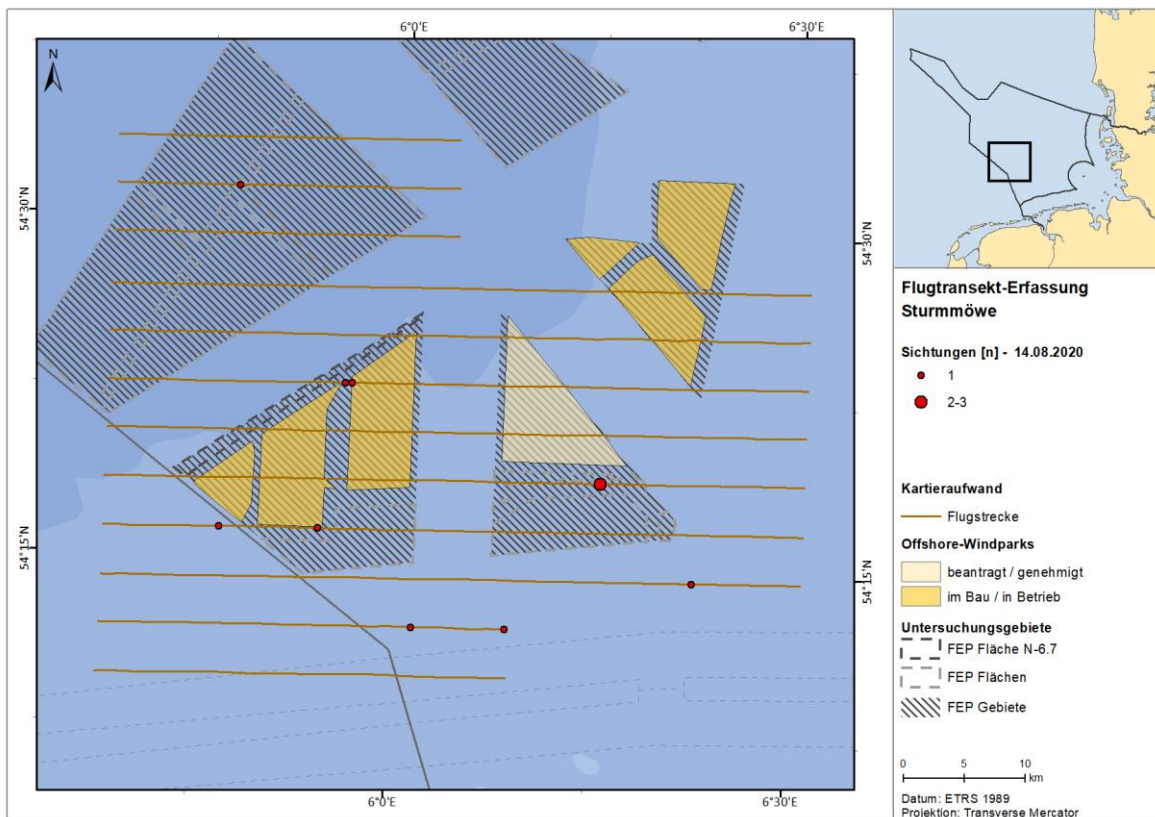 6°0'E
6°30'E
N
54°30'N
54°30'N
54°15'N
54°15'N
6°0'E
6°30'E
Flugtransekt-Erfassung
Sturmmöwe
Sichtungen [n] - 14.08.2020
1
2-3
Kartieraufwand
Flugstrecke
Offshore-Windparks
beantragt / genehmigt
im Bau / in Betrieb
Untersuchungsgebiete
FEP Fläche N-6.7
FEP Flächen
FEP Gebiete
0 5 10
km
Datum: ETRS 1989
Projektion: Transverse Mercator